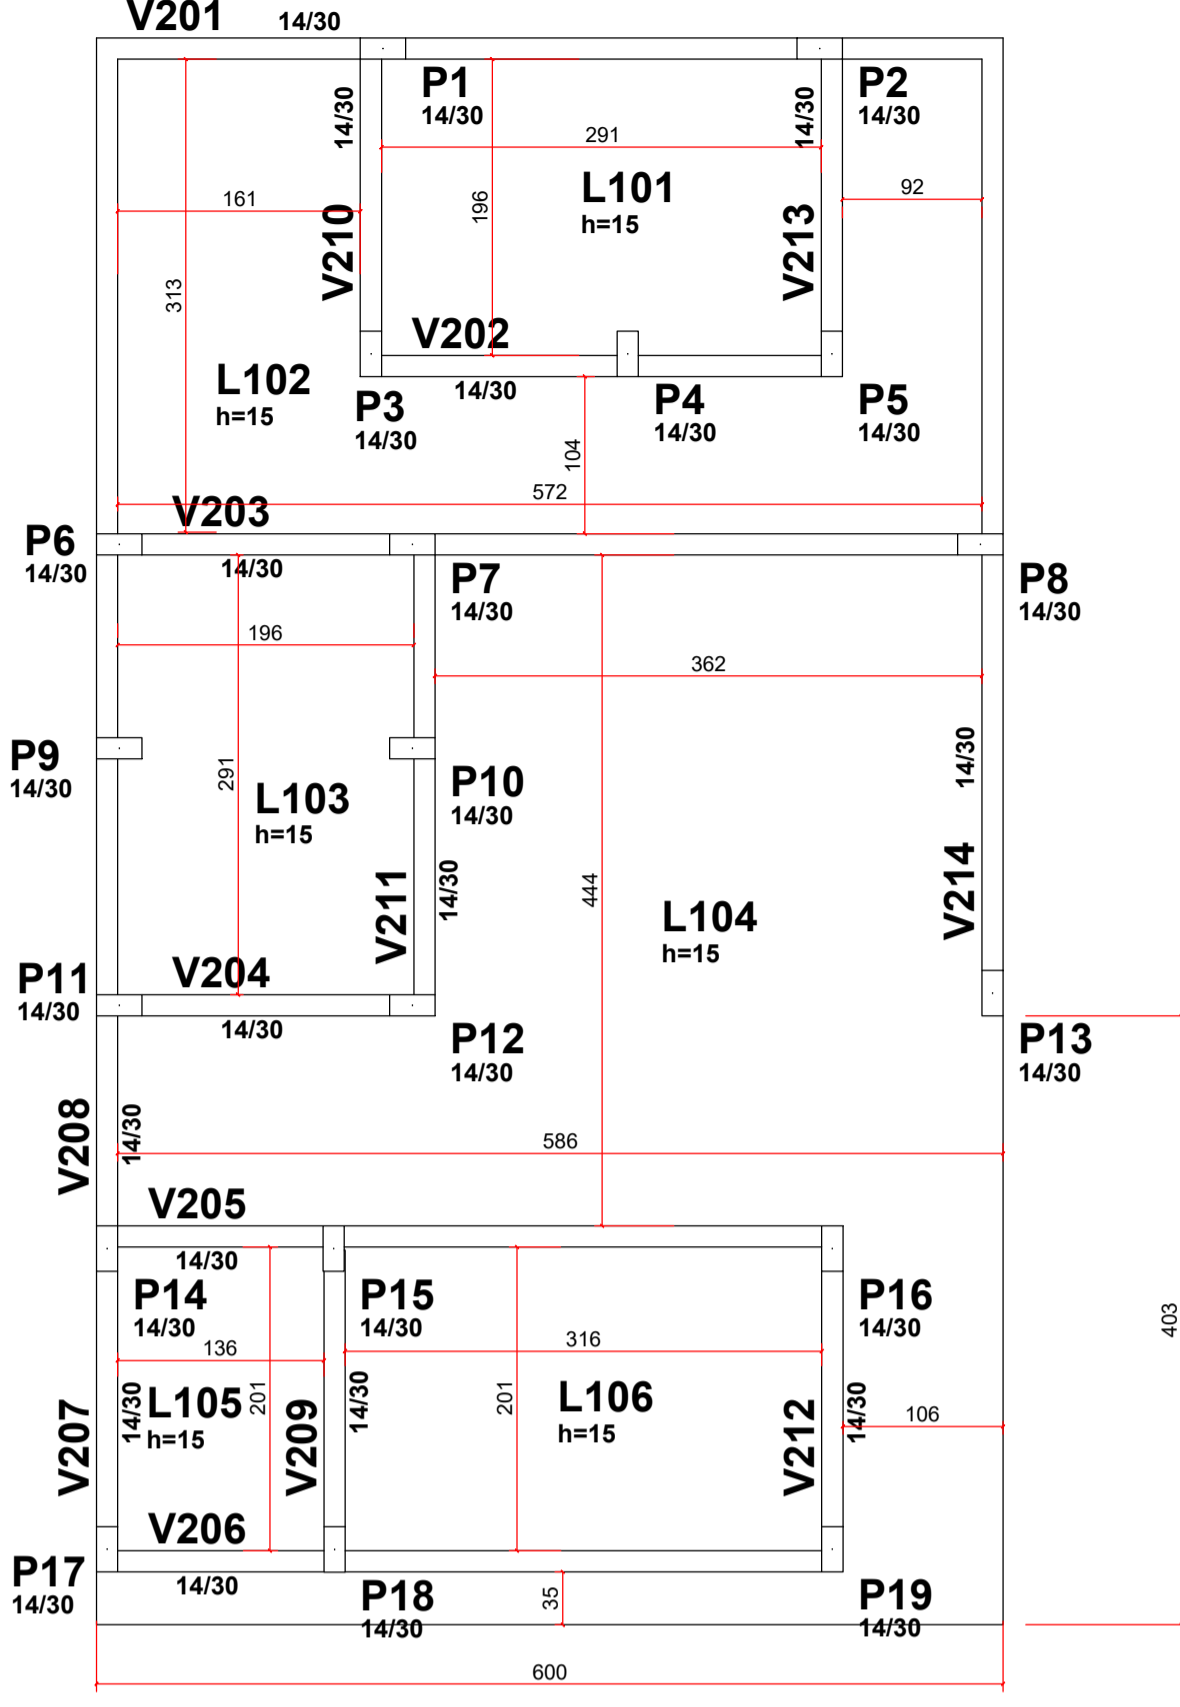 V201
14/30
P1
14/30
P2
14/30
14/30
14/30
291
L101
h=15
161
196
92
V210
V213
313
V202
14/30
L102
h=15
P3
14/30
P4
14/30
P5
14/30
104
572
V203
14/30
P6
14/30
P7
14/30
P8
14/30
196
362
P9
14/30
291
L103
h=15
P10
14/30
14/30
V211
14/30
444
L104
h=15
V214
P11
14/30
V204
14/30
P12
14/30
P13
14/30
V208
14/30
586
V205
14/30
P14
14/30
P15
14/30
P16
14/30
136
316
403
V207
14/30
L105
h=15
201
V209
14/30
201
L106
h=15
V212
14/30
106
V206
14/30
P17
14/30
P18
14/30
35
P19
14/30
600